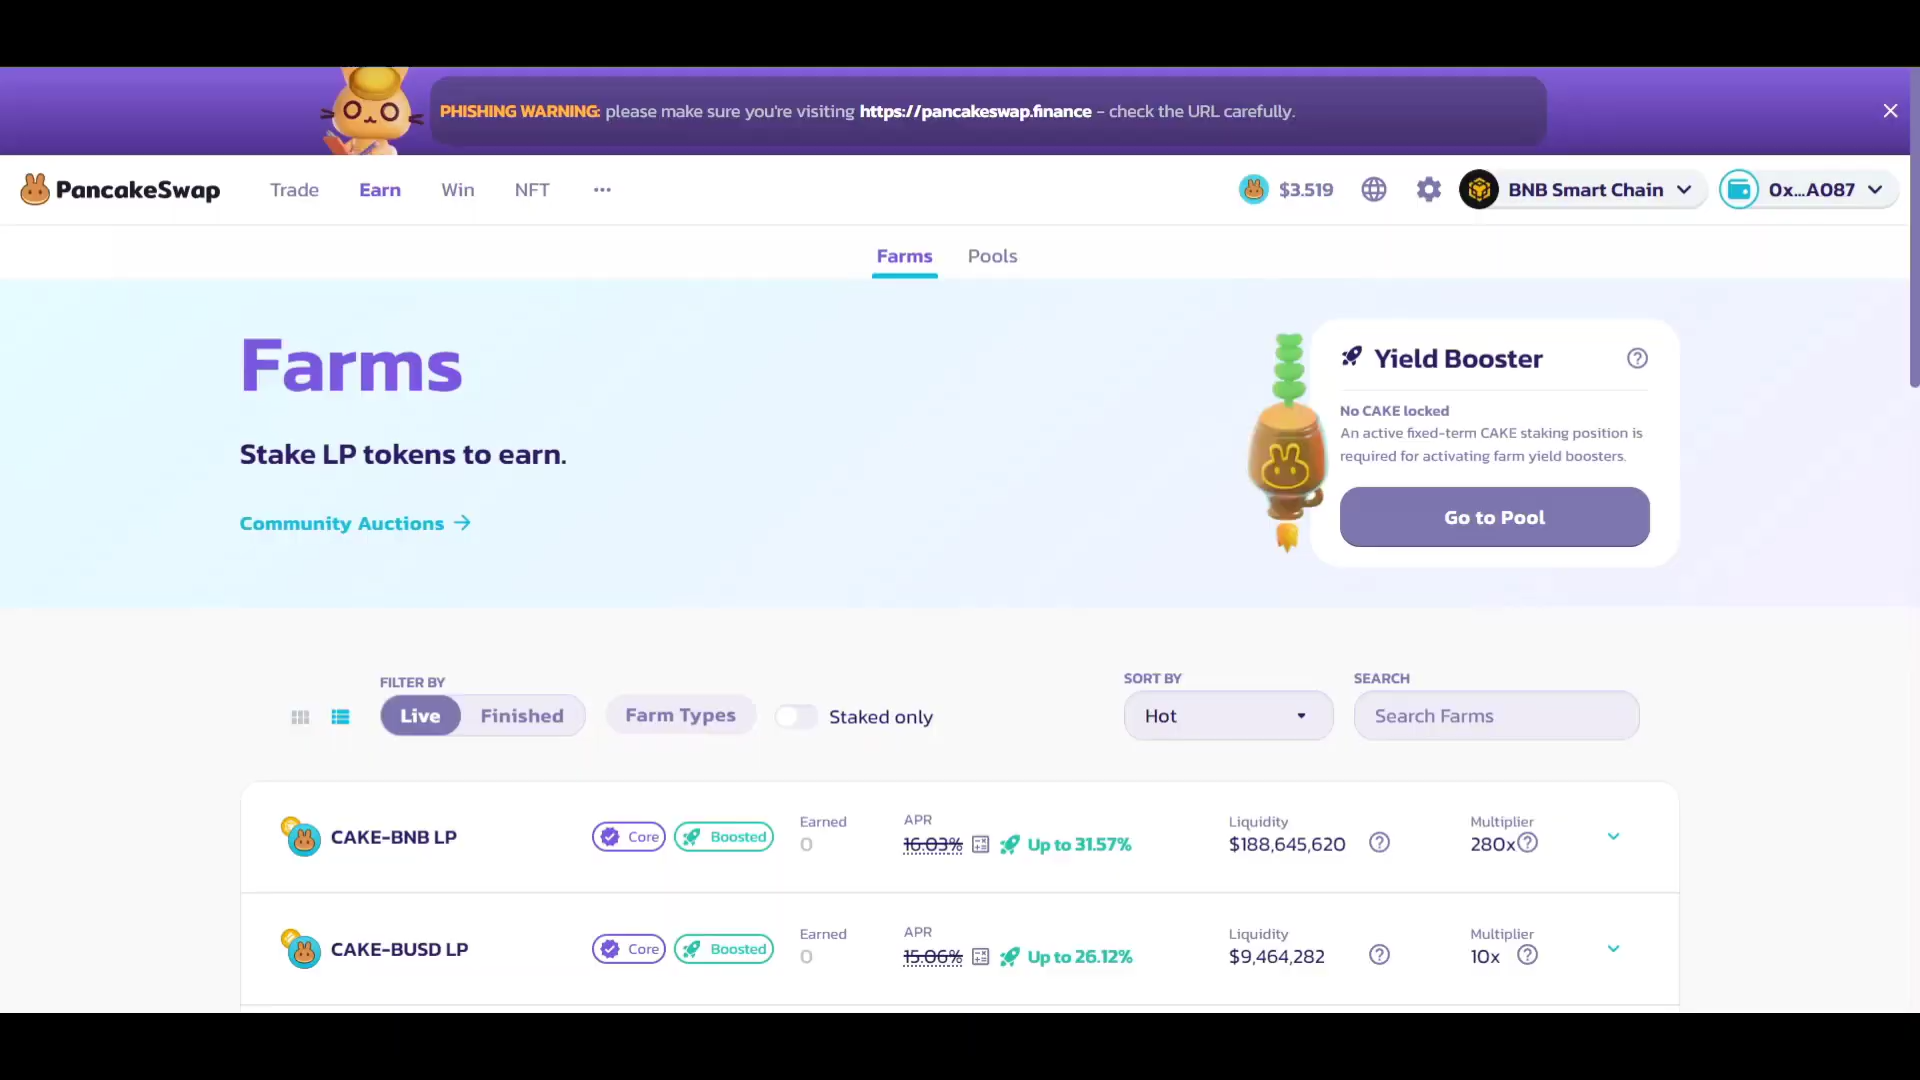 PHISHING WARNING: please make sure you're visiting https://pancakeswap.finance - check the URL carefully.
PancakeSwap Trade Earn Win NFT ··· $3.519 BNB Smart Chain 0x...A087
Farms Pools
Farms
Stake LP tokens to earn.
Community Auctions →
Yield Booster
No CAKE locked
An active fixed-term CAKE staking position is
required for activating farm yield boosters.
Go to Pool
FILTER BY
Live Finished Farm Types Staked only
SORT BY
Hot
SEARCH
Search Farms
CAKE-BNB LP
Core
Boosted
Earned
0
APR
16.03% Up to 31.57%
Liquidity
$188,645,620
Multiplier
280x
CAKE-BUSD LP
Core
Boosted
Earned
0
APR
15.06% Up to 26.12%
Liquidity
$9,464,282
Multiplier
10x